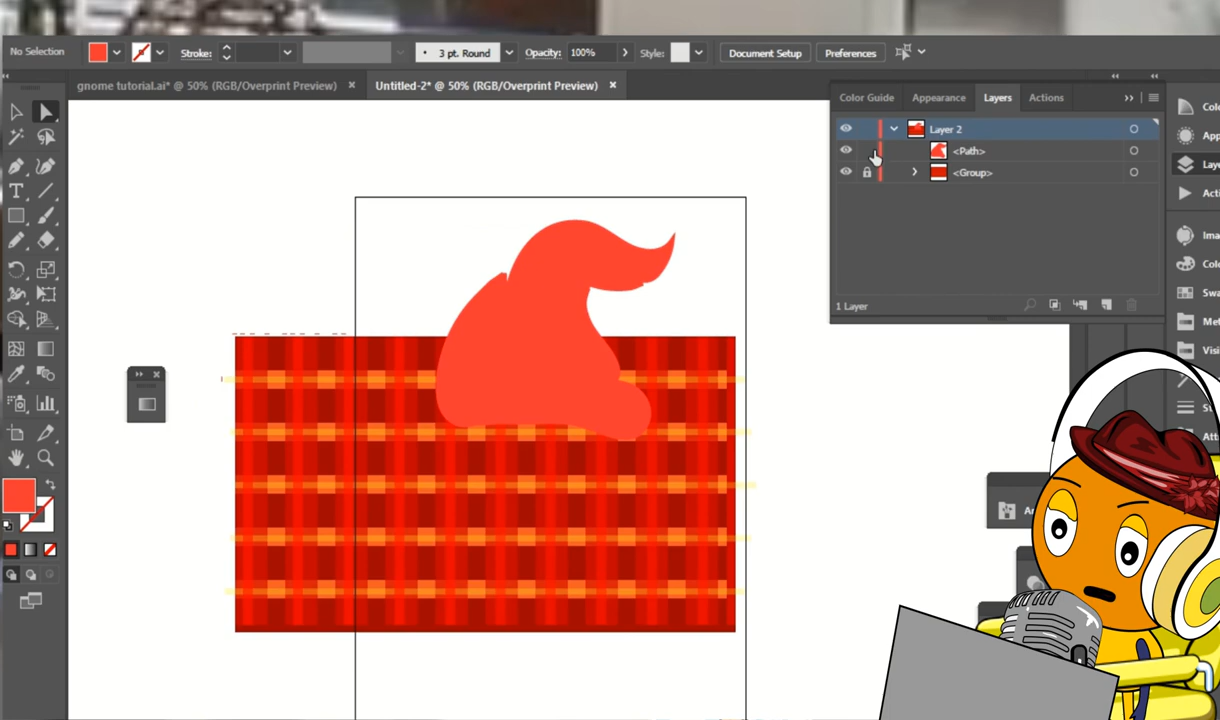 No Selection
Stroke:
3 pt. Round
Opacity:
100%
Style:
Document Setup
Preferences
gnome tutorial.ai* @ 50% (RGB/Overprint Preview) ×
Untitled-2* @ 50% (RGB/Overprint Preview) ×
Color Guide
Appearance
Layers
Actions
Layer 2
<Path>
<Group>
1 Layer